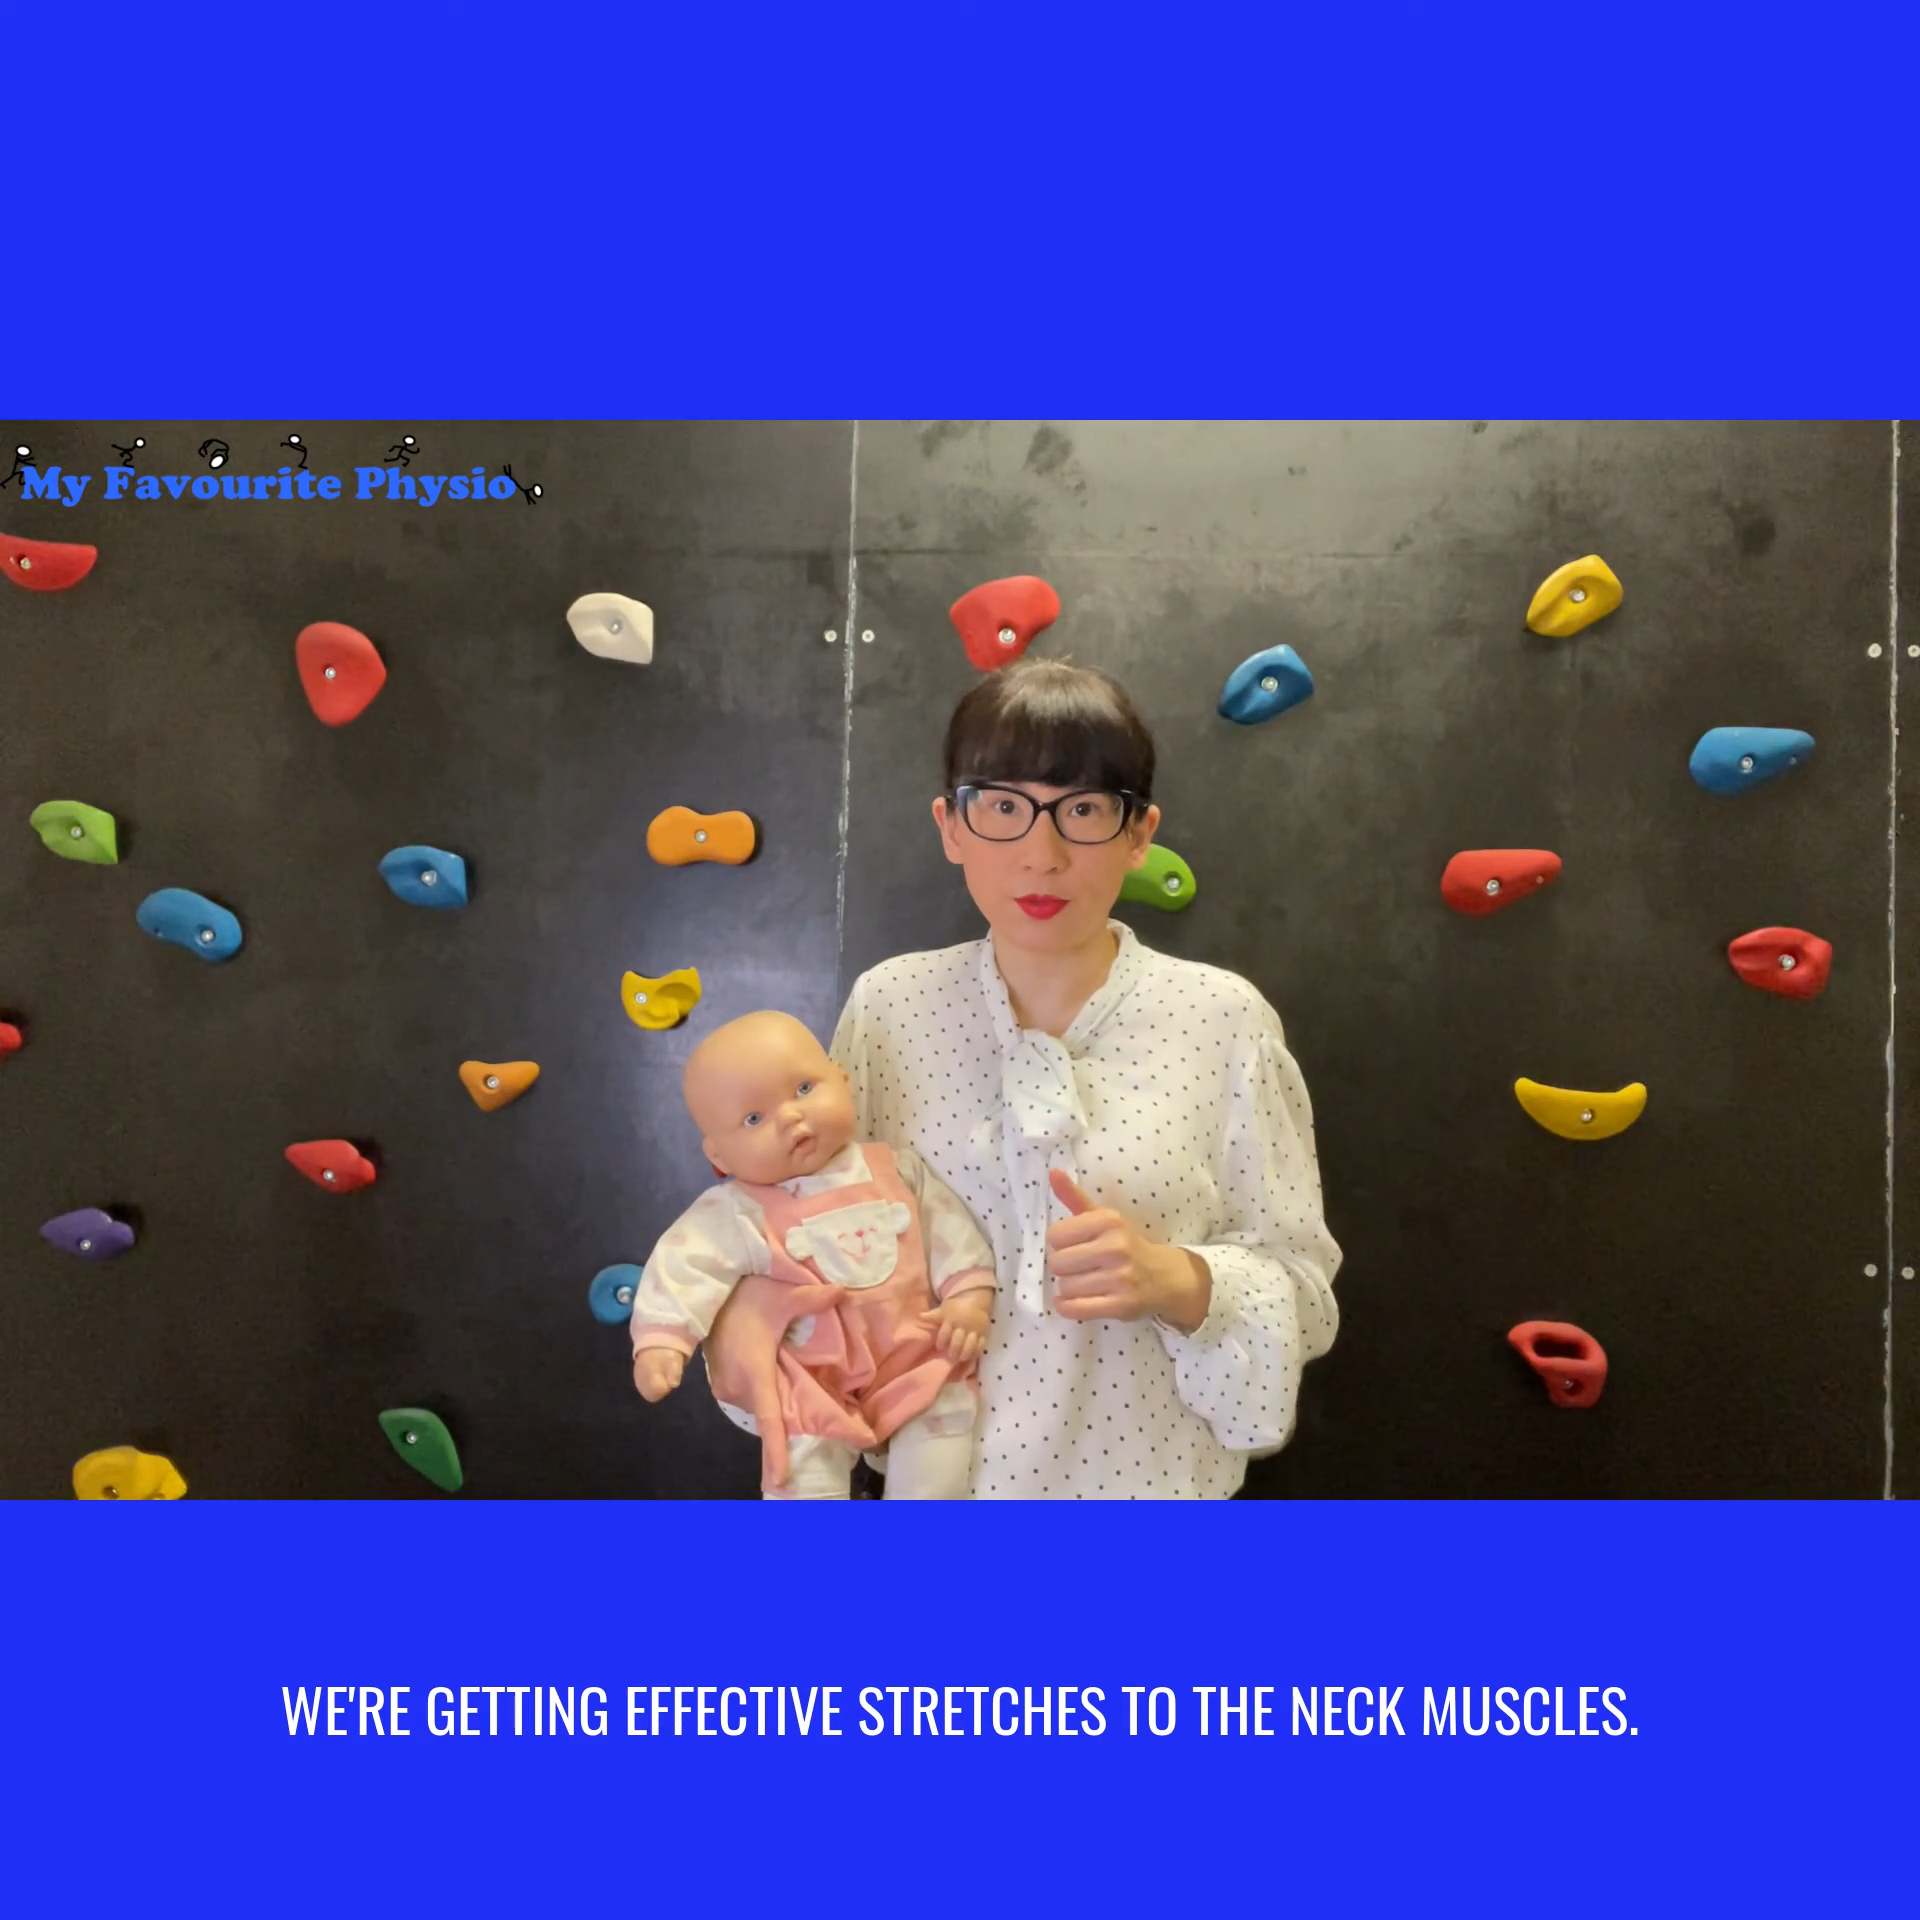 My Favourite Physio
WE'RE GETTING EFFECTIVE STRETCHES TO THE NECK MUSCLES.